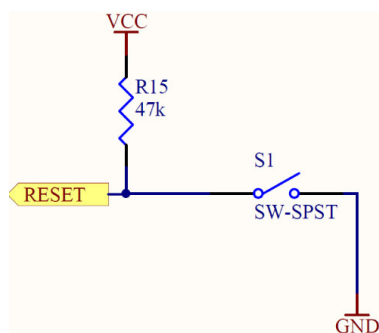 VCC
R15
47k
RESET
S1
SW-SPST
GND